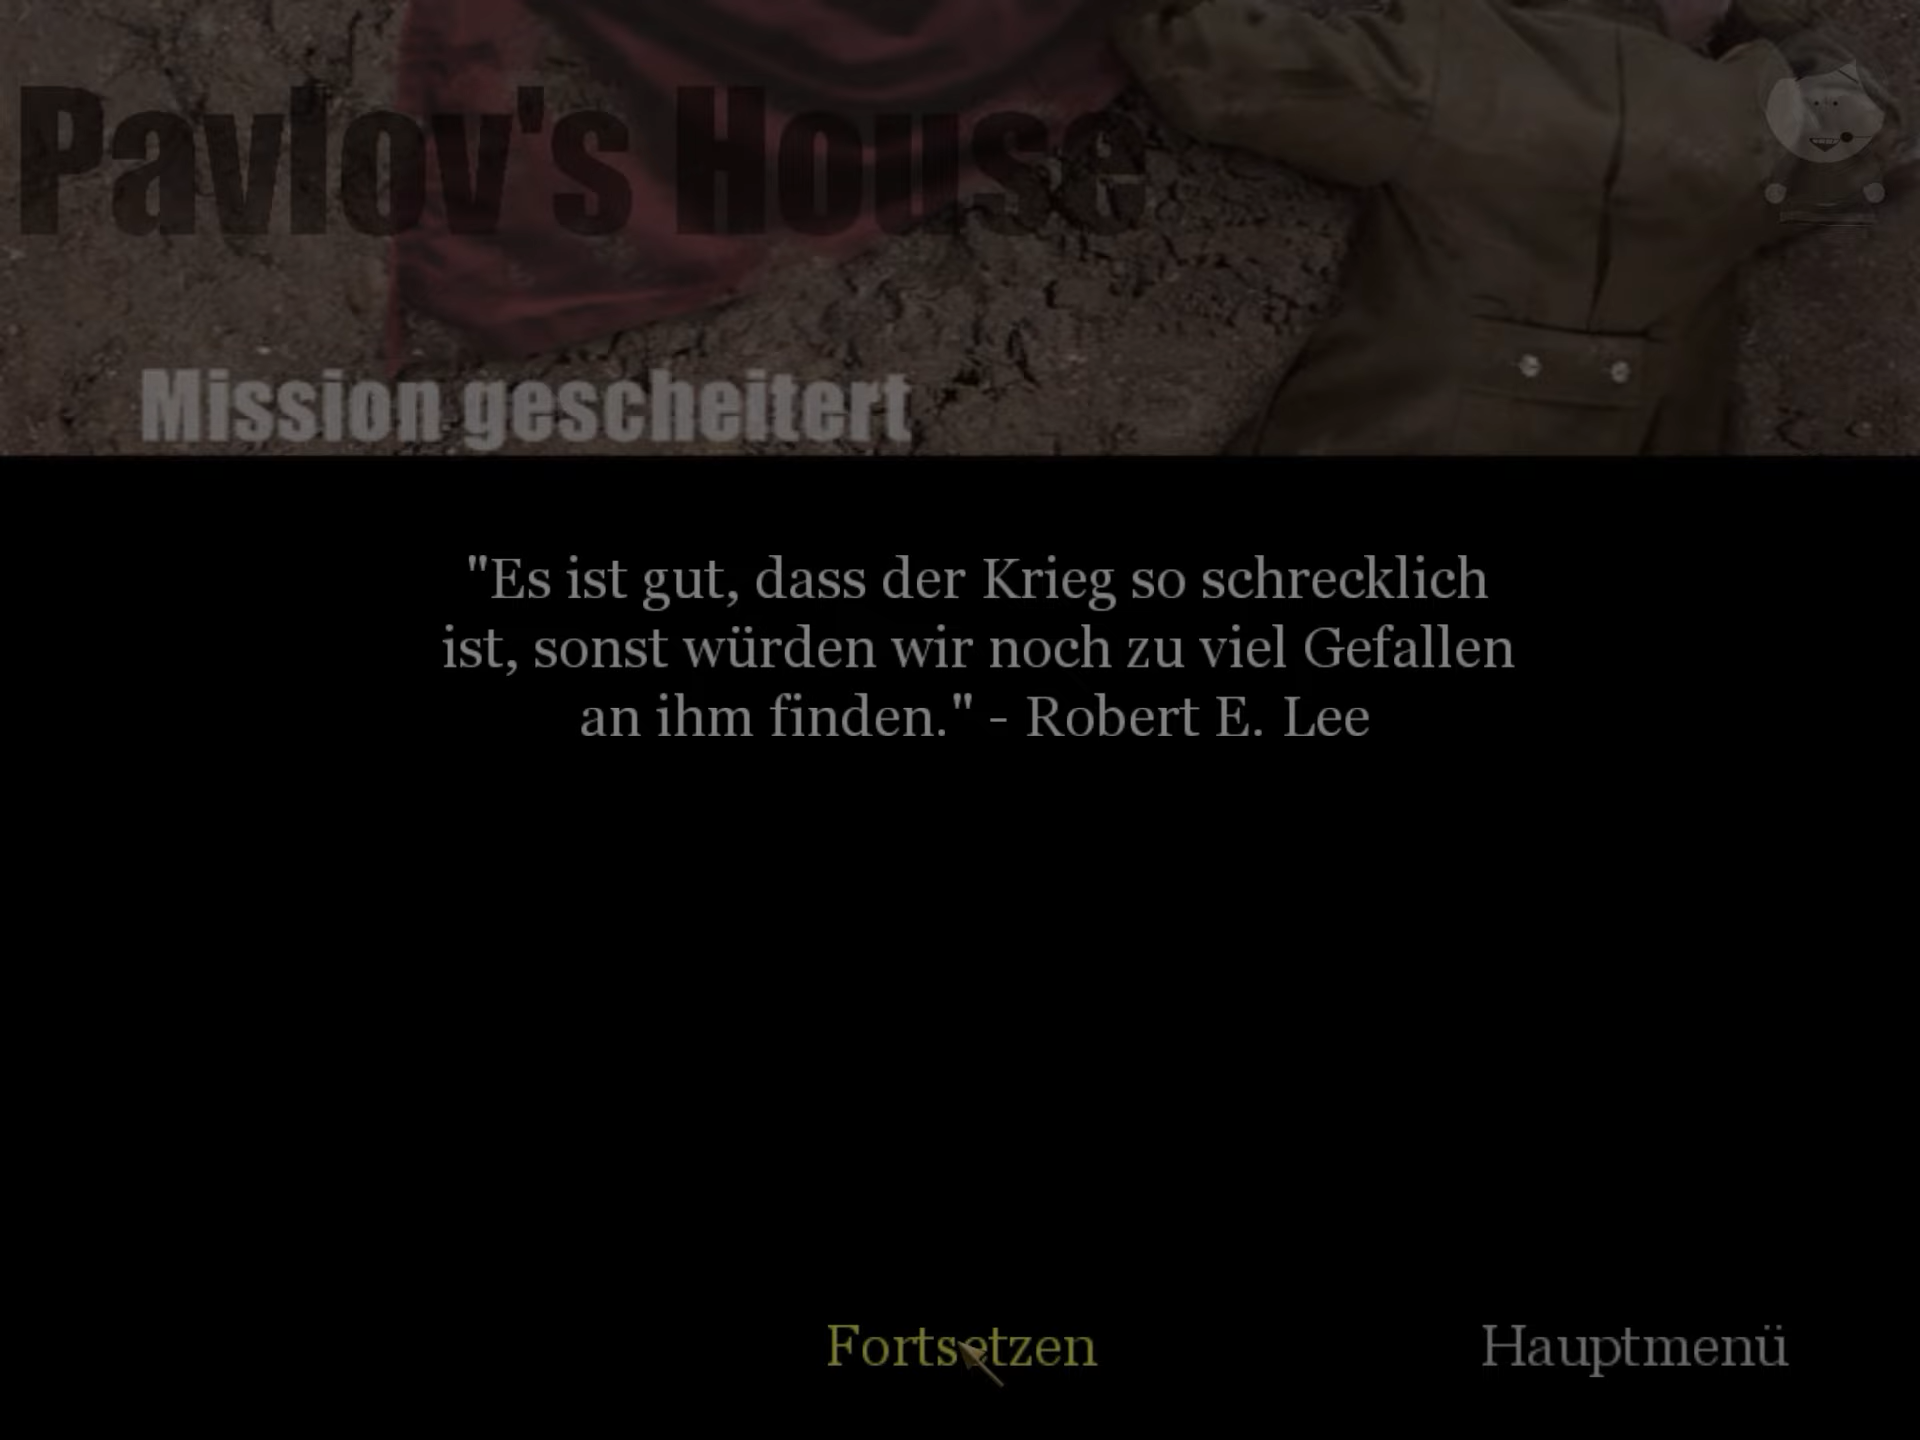 Pavlov's House
Mission gescheitert
"Es ist gut, dass der Krieg so schrecklich
ist, sonst würden wir noch zu viel Gefallen
an ihm finden." - Robert E. Lee
Fortsetzen
Hauptmenü